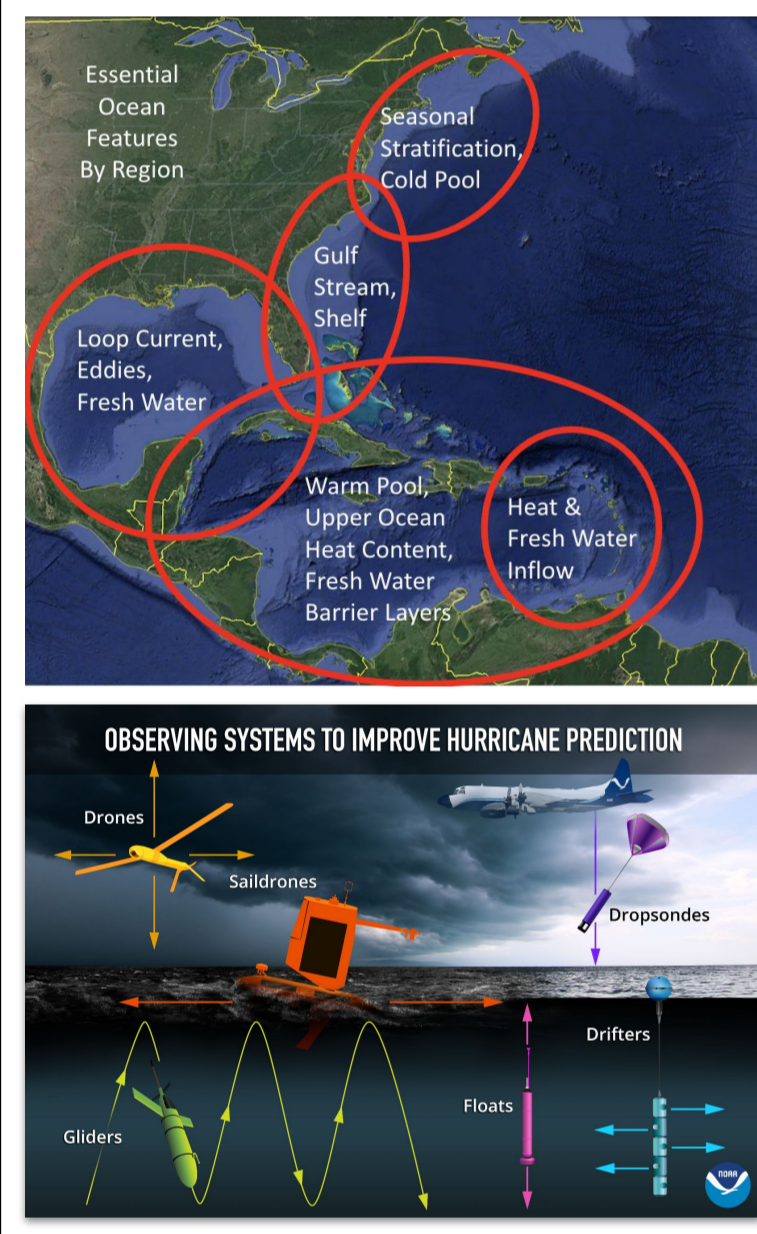 Essential
Ocean
Features
By Region
Seasonal
Stratification,
Cold Pool
Gulf
Stream,
Shelf
Loop Current,
Eddies,
Fresh Water
Warm Pool,
Upper Ocean
Heat Content,
Fresh Water
Barrier Layers
Heat &
Fresh Water
Inflow
OBSERVING SYSTEMS TO IMPROVE HURRICANE PREDICTION
Drones
Saildrones
Dropsondes
Drifters
Floats
Gliders
NOAA